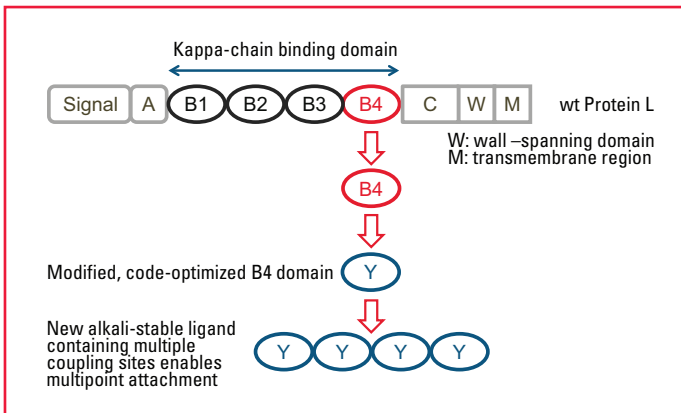 Kappa-chain binding domain
Signal A B1 B2 B3 B4 C W M wt Protein L
W: wall –spanning domain
M: transmembrane region
B4
Modified, code-optimized B4 domain Y
New alkali-stable ligand
containing multiple
coupling sites enables
multipoint attachment
Y Y Y Y